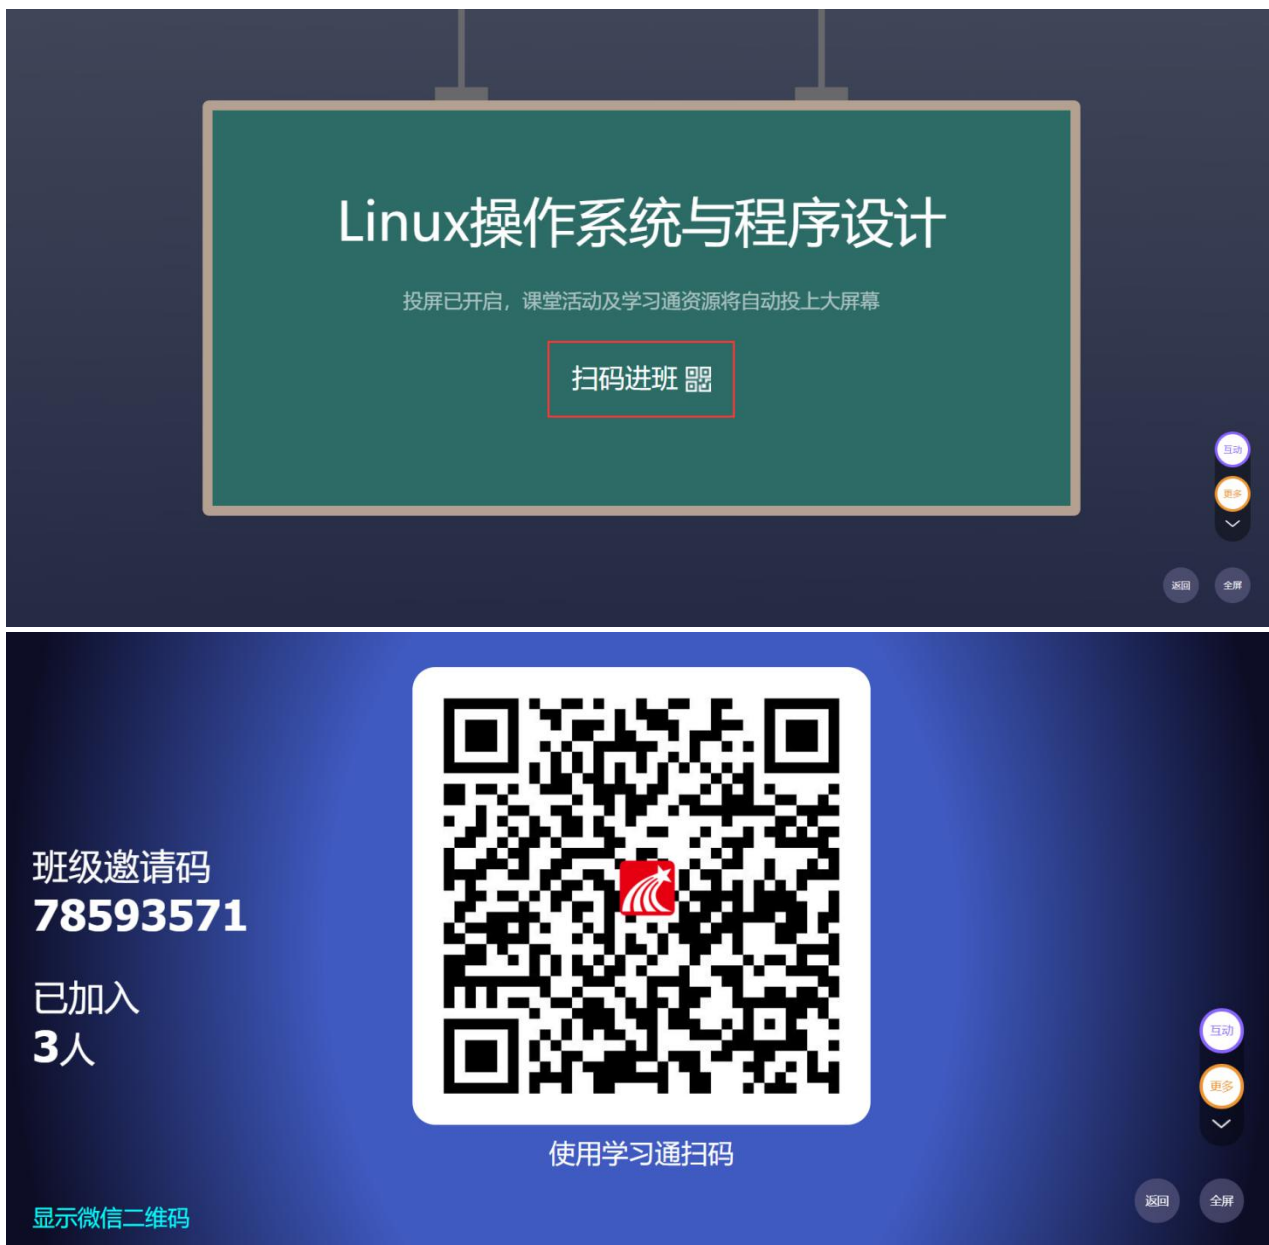 Linux操作系统与程序设计
投屏已开启，课堂活动及学习通资源将自动投上大屏幕
扫码进班
互动
更多
返回
全屏
班级邀请码
78593571
已加入
3人
使用学习通扫码
显示微信二维码
互动
更多
返回
全屏